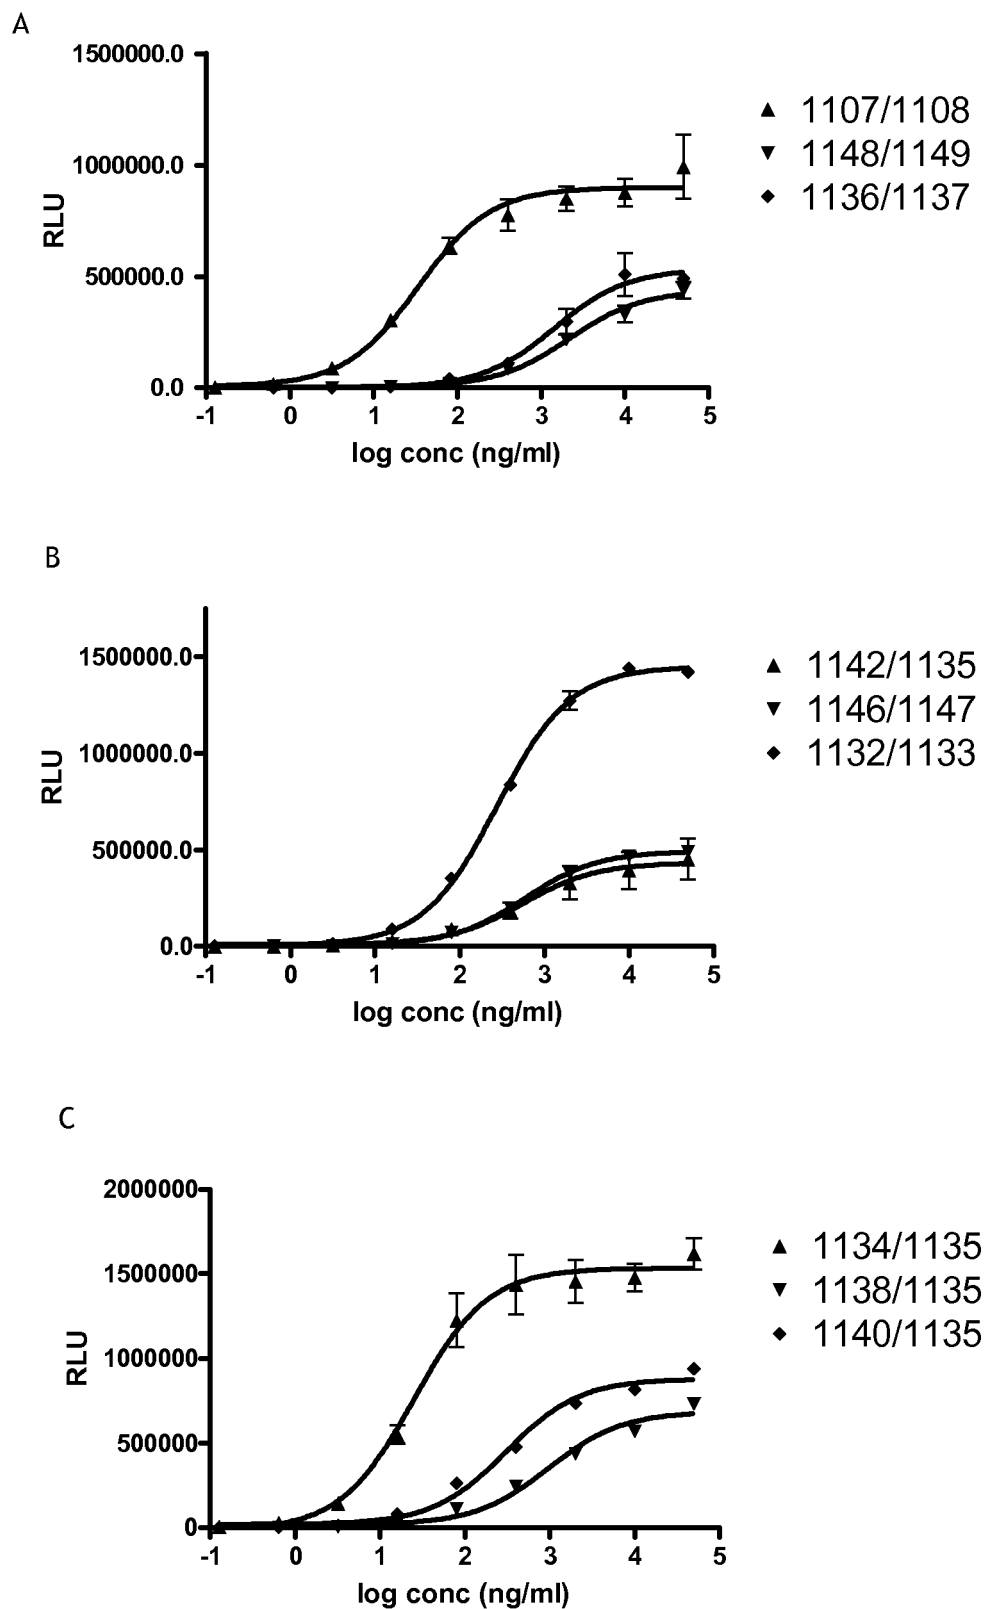 A
1500000.0
1000000.0
500000.0
0.0
RLU
-1 0 1 2 3 4 5
log conc (ng/ml)
1107/1108
1148/1149
1136/1137
B
1500000.0
1000000.0
500000.0
0.0
RLU
-1 0 1 2 3 4 5
log conc (ng/ml)
1142/1135
1146/1147
1132/1133
C
2000000
1500000
1000000
500000
0
RLU
-1 0 1 2 3 4 5
log conc (ng/ml)
1134/1135
1138/1135
1140/1135